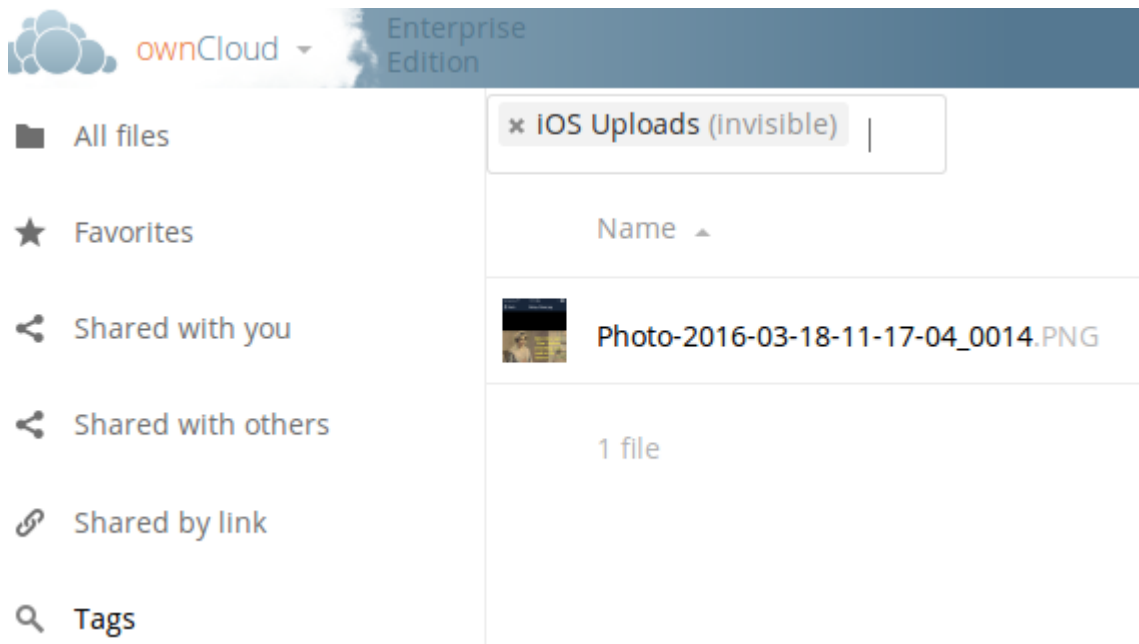 ownCloud
Enterprise
Edition
All files
Favorites
Shared with you
Shared with others
Shared by link
Tags
× iOS Uploads (invisible)
Name
Photo-2016-03-18-11-17-04_0014.PNG
1 file